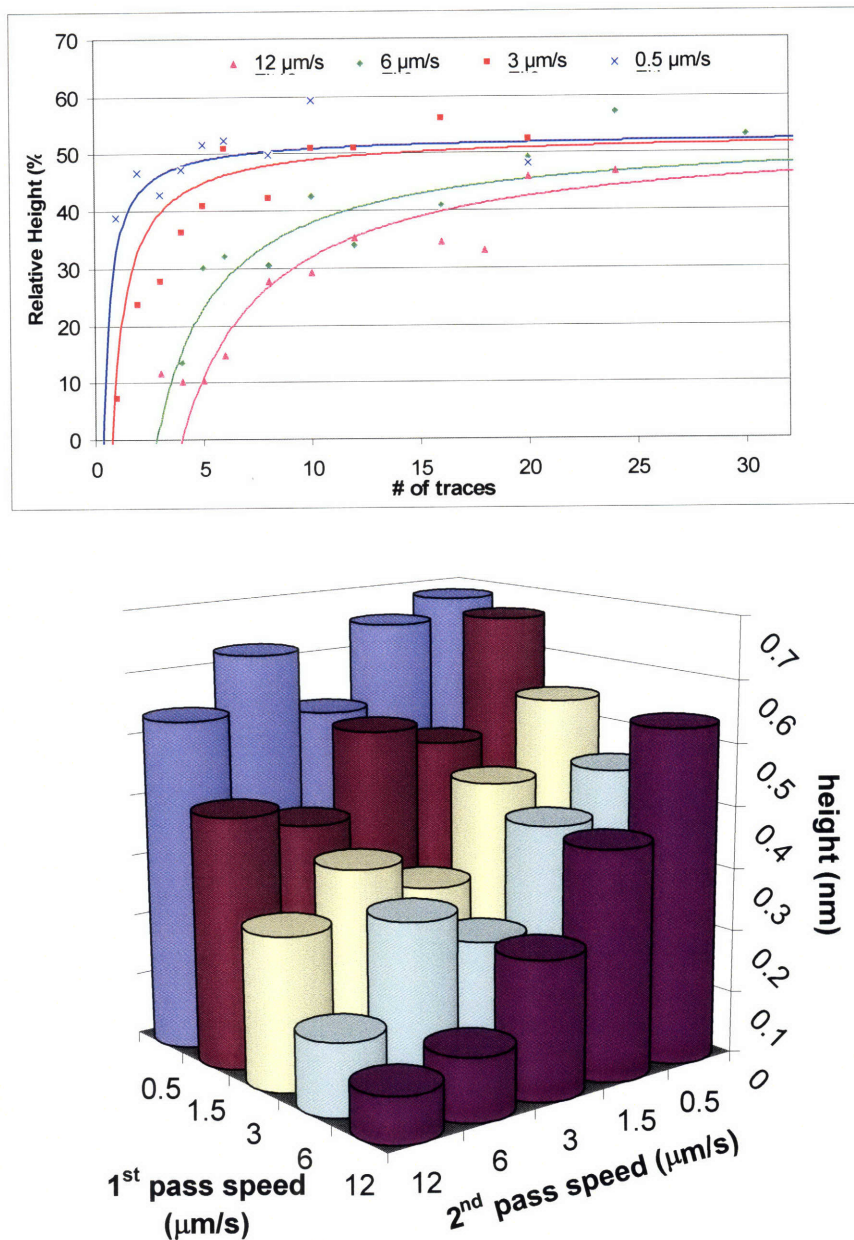 70
60
50
40
30
20
10
0
Relative Height (%
12 µm/s
6 µm/s
3 µm/s
0.5 µm/s
0 5 10 15 20 25 30
# of traces
0.7
0.6
0.5
0.4
0.3
0.2
0.1
0
height (nm)
0.5
1.5
3
6
12
1st pass speed
(µm/s)
12
6
3
1.5
0.5
2nd pass speed (µm/s)